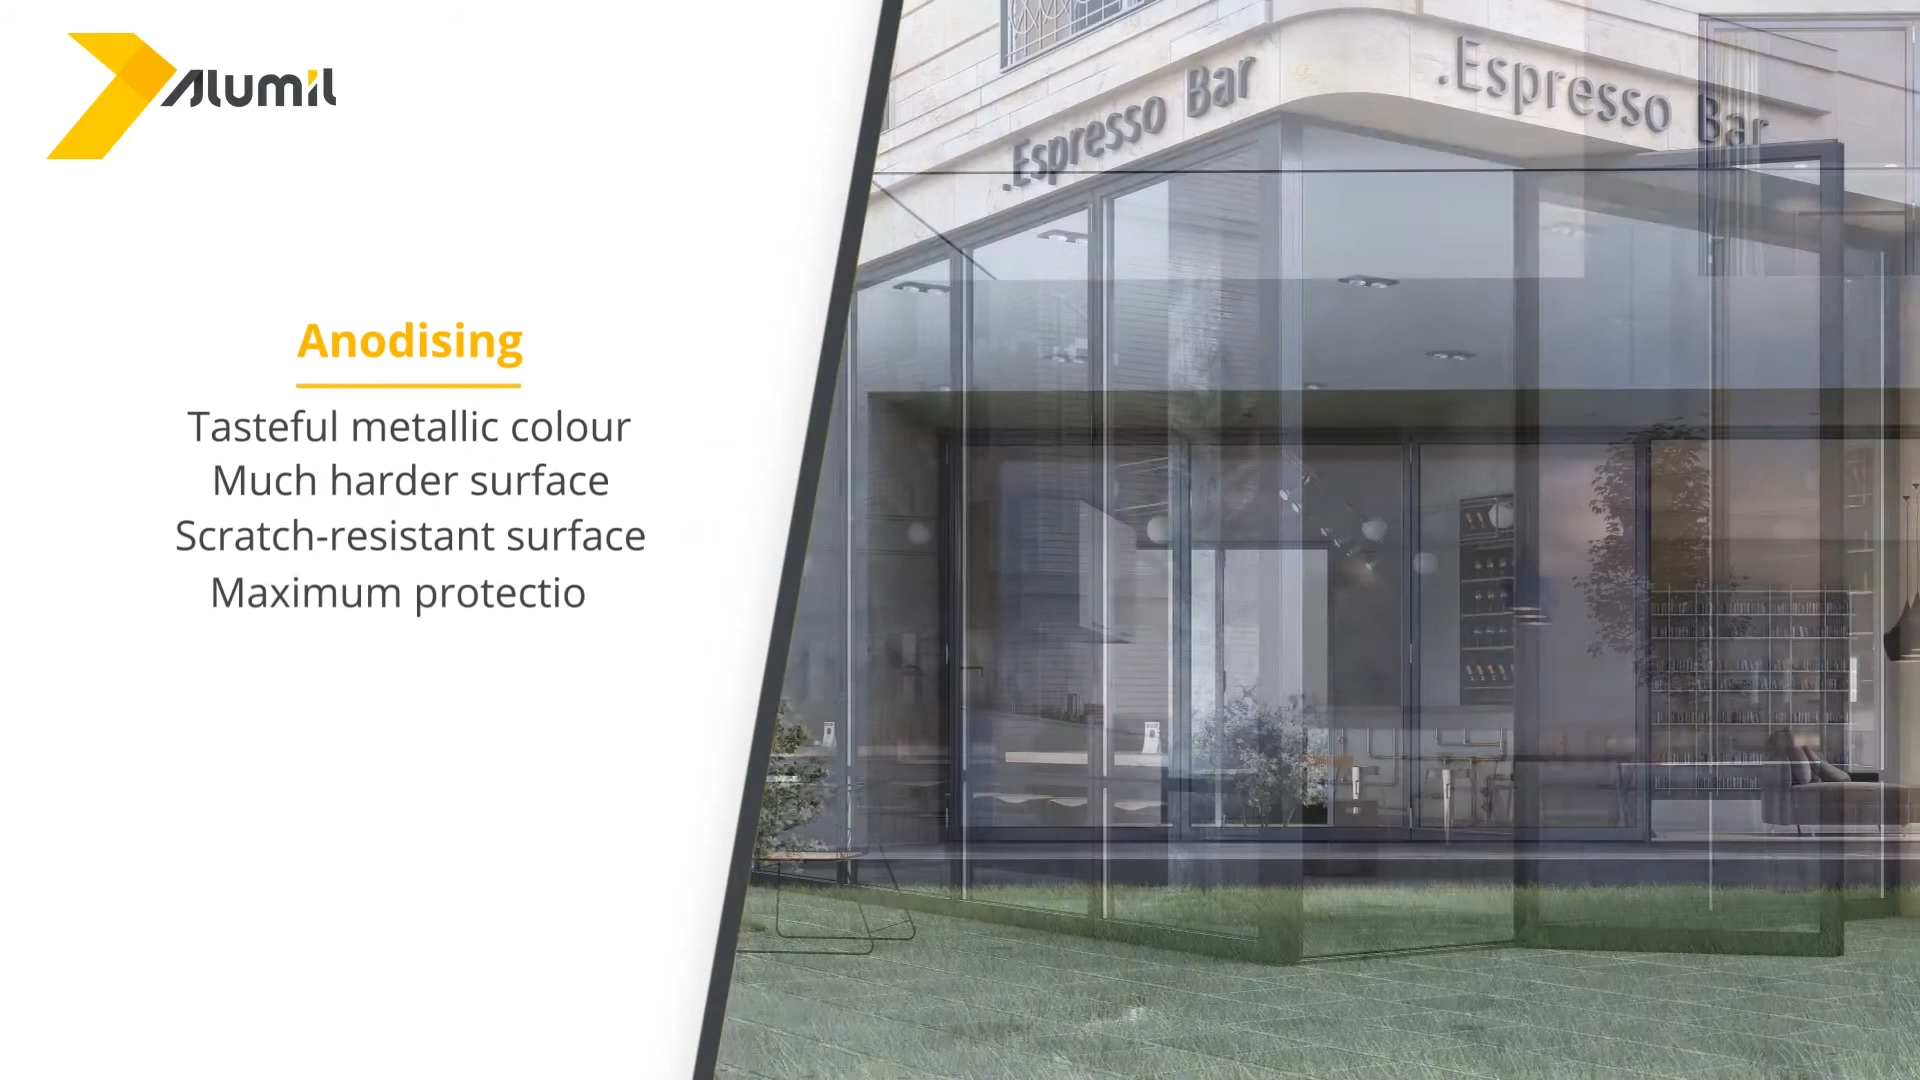 Alumil
.Espresso Bar
.Espresso Bar
Anodising
Tasteful metallic colour
Much harder surface
Scratch-resistant surface
Maximum protectio